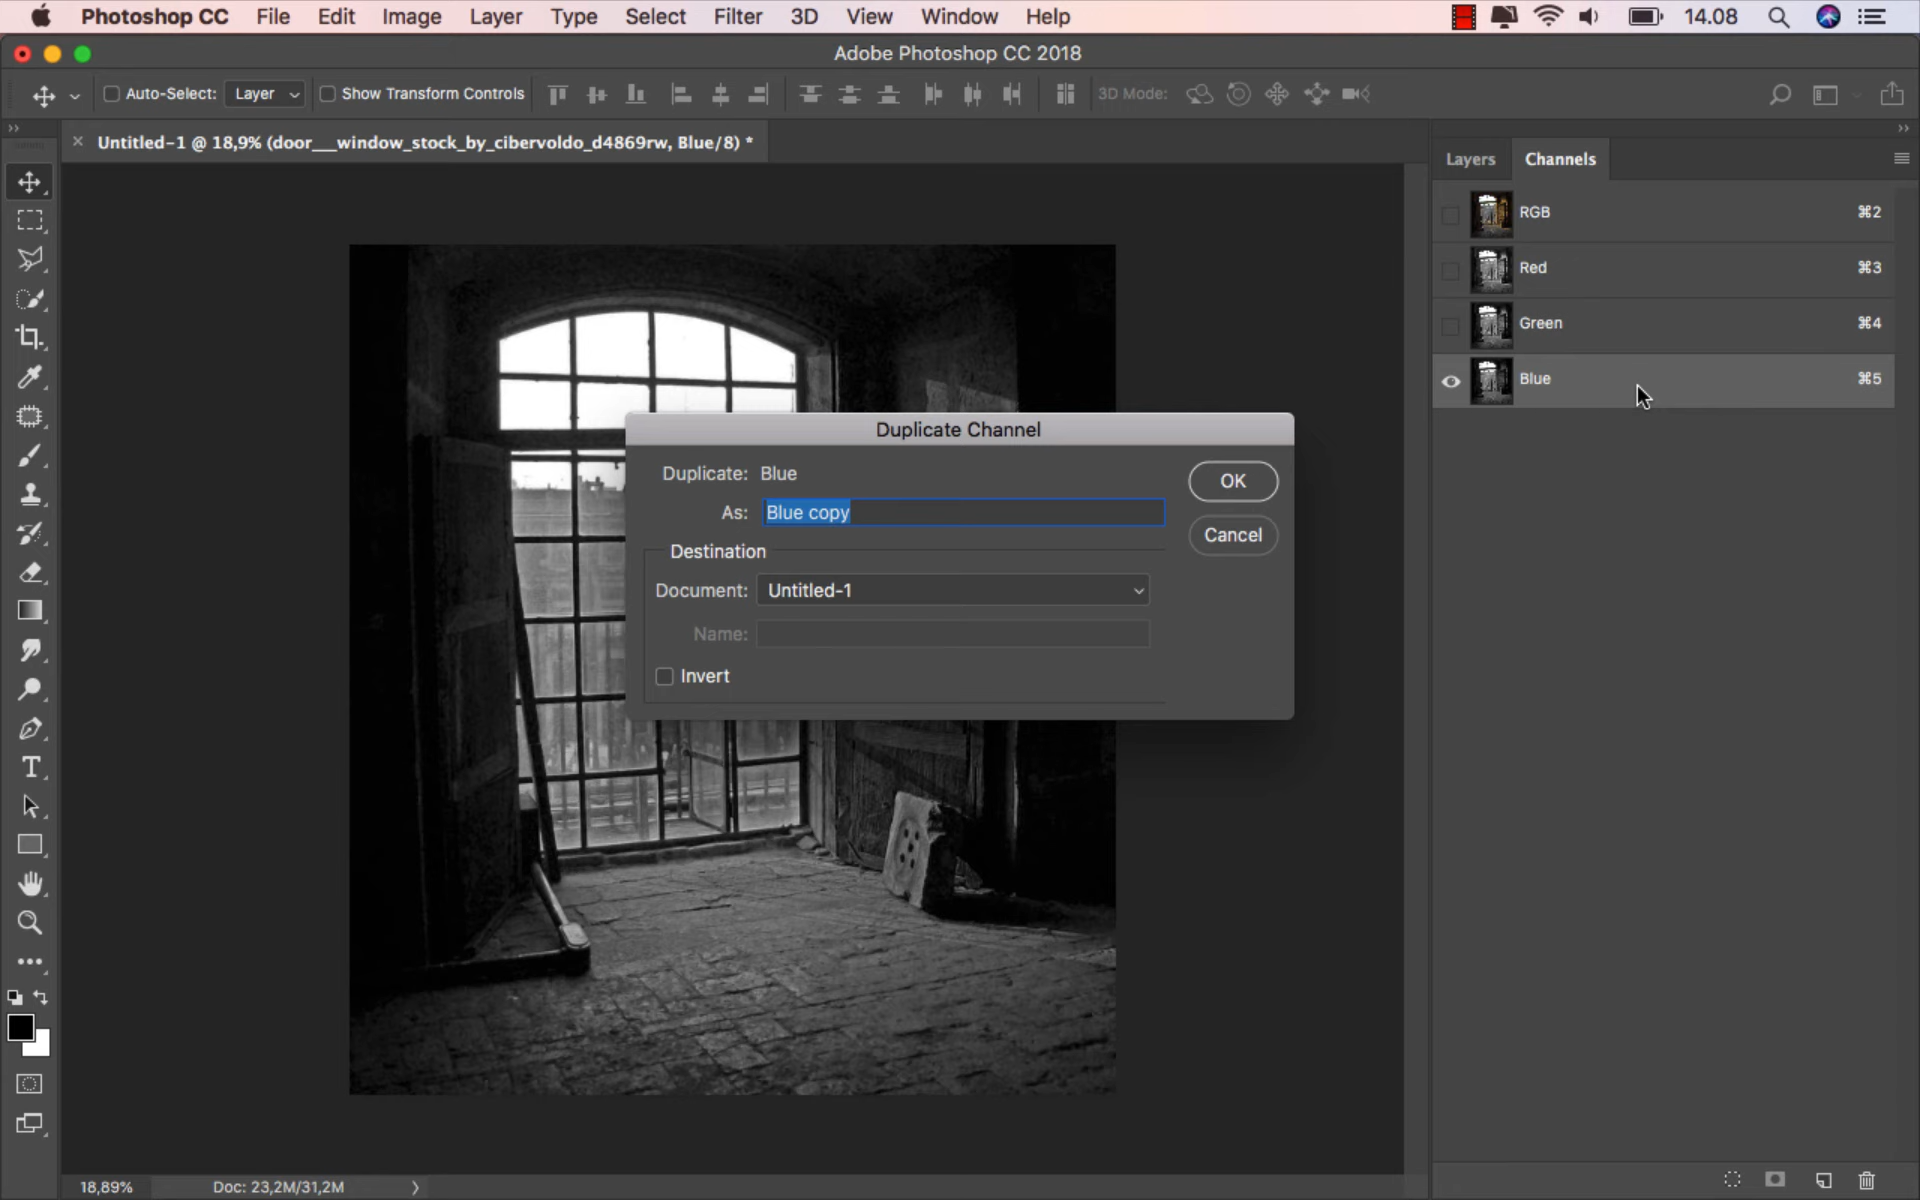 Photoshop CC File Edit Image Layer Type Select Filter 3D View Window Help 14.08
Adobe Photoshop CC 2018
Auto-Select: Layer Show Transform Controls 3D Mode:
Untitled-1 @ 18,9% (door__window_stock_by_cibervoldo_d4869rw, Blue/8) *
Layers Channels
RGB ⌘2
Red ⌘3
Green ⌘4
Blue ⌘5
Duplicate Channel
Duplicate: Blue
As: Blue copy
OK
Cancel
Destination
Document: Untitled-1
Name:
Invert
18,89% Doc: 23,2M/31,2M